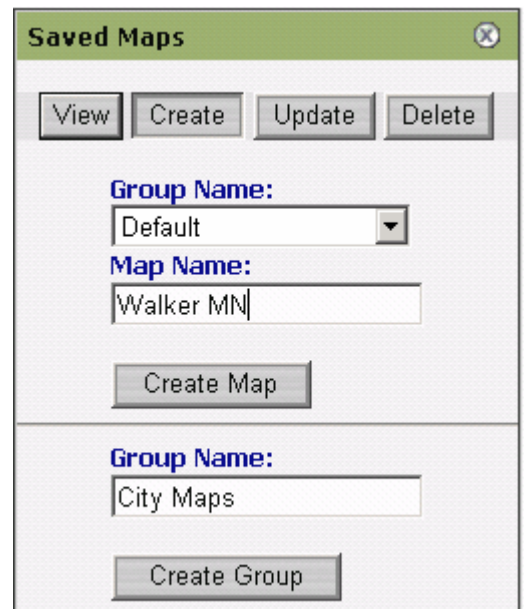 Saved Maps
View Create Update Delete
Group Name:
Default
Map Name:
Walker MN
Create Map
Group Name:
City Maps
Create Group